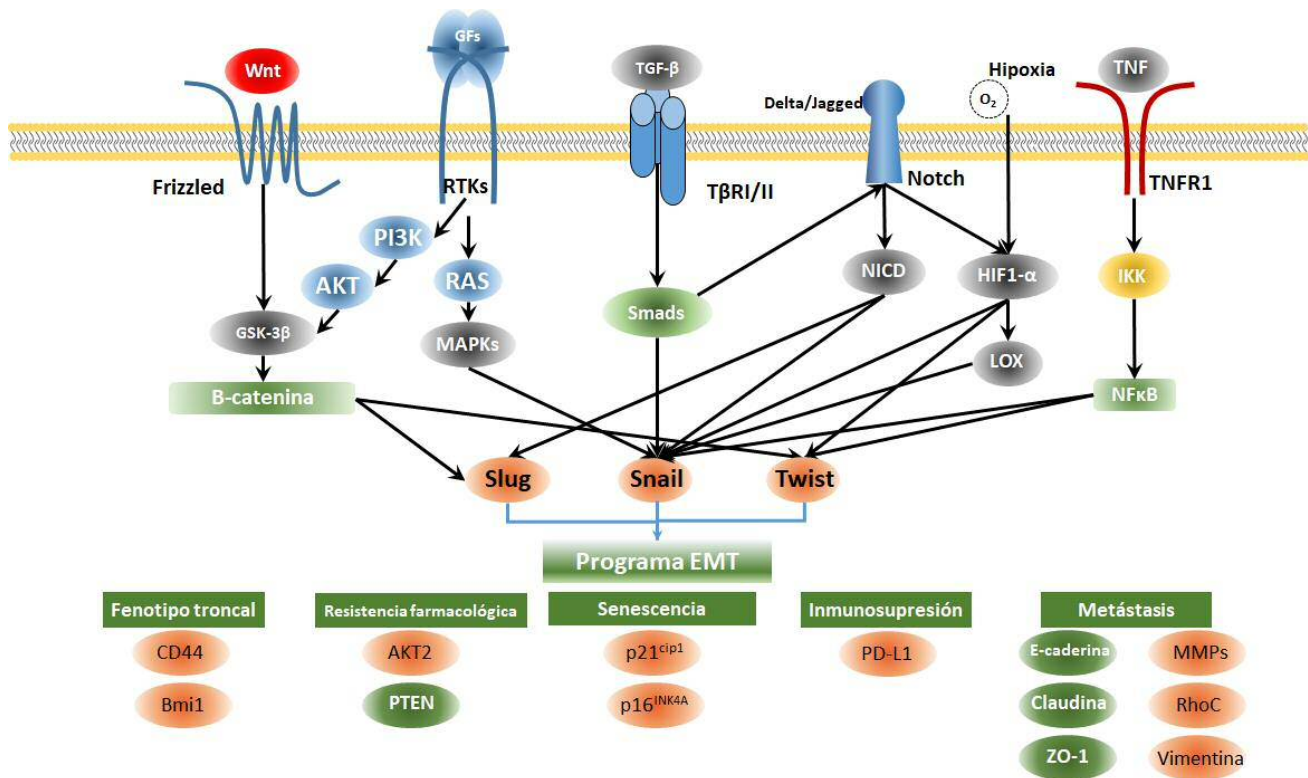 GFs
Wnt
TGF-β
Hipoxia
TNF
O2
Delta/Jagged
Frizzled
RTKs
TβRI/II
Notch
TNFR1
PI3K
AKT
RAS
NICD
HIF1-α
IKK
Smads
GSK-3β
MAPKs
LOX
B-catenina
NFκB
Slug
Snail
Twist
Programa EMT
Fenotipo troncal
Resistencia farmacológica
Senescencia
Inmunosupresión
Metástasis
CD44
AKT2
p21cip1
PD-L1
E-caderina
MMPs
Bmi1
PTEN
p16INK4A
Claudina
RhoC
ZO-1
Vimentina